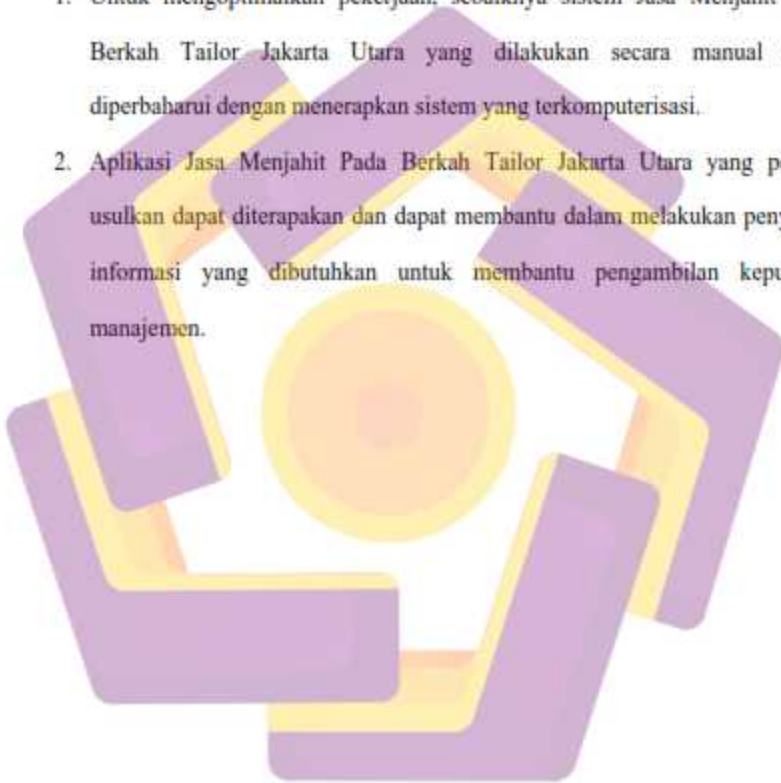 1. Untuk mengoptimalkan pekerjaan, sebaiknya sistem Jasa Menjahit
Berkah Tailor Jakarta Utara yang dilakukan secara manual
diperbaharui dengan menerapkan sistem yang terkomputerisasi.
2. Aplikasi Jasa Menjahit Pada Berkah Tailor Jakarta Utara yang
usulkan dapat diterapakan dan dapat membantu dalam melakukan
informasi yang dibutuhkan untuk membantu pengambilan
manajemen.